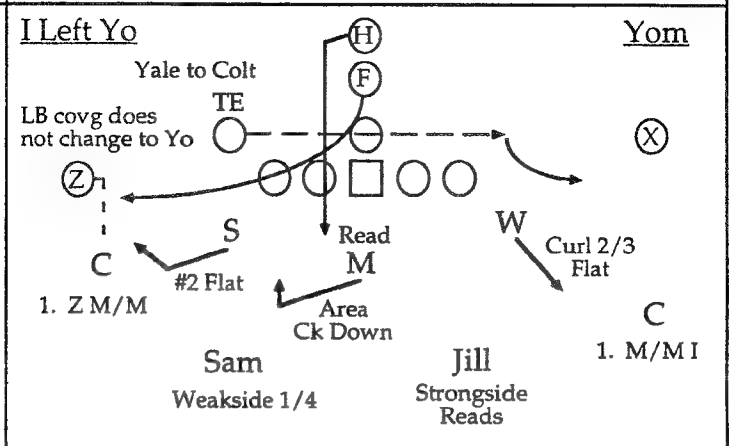 I Left Yo
H
Yom
Yale to Colt
F
TE
LB covg does
not change to Yo
X
Z
S
Read
W
C
#2 Flat
M
Curl 2/3
Flat
1. Z M/M
Area
Ck Down
C
1. M/M I
Sam
Jill
Weakside 1/4
Strongside
Reads